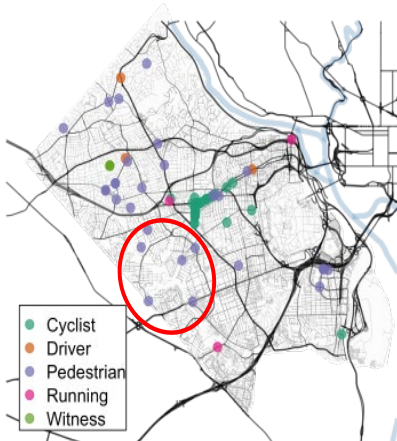 Cyclist
Driver
Pedestrian
Running
Witness